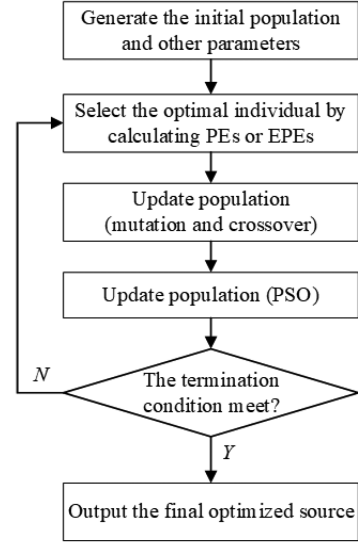 Generate the initial population
and other parameters
Select the optimal individual by
calculating PEs or EPEs
Update population
(mutation and crossover)
Update population (PSO)
The termination
condition meet?
N
Y
Output the final optimized source